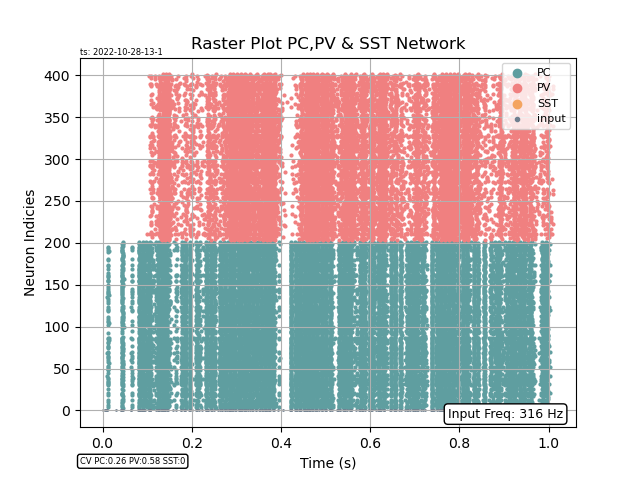 ts: 2022-10-28-13-1
Raster Plot PC,PV & SST Network
400
350
300
250
200
150
100
50
0
Neuron Indicies
PC
PV
SST
input
Input Freq: 316 Hz
0.0 0.2 0.4 0.6 0.8 1.0
CV PC:0.26 PV:0.58 SST:0
Time (s)